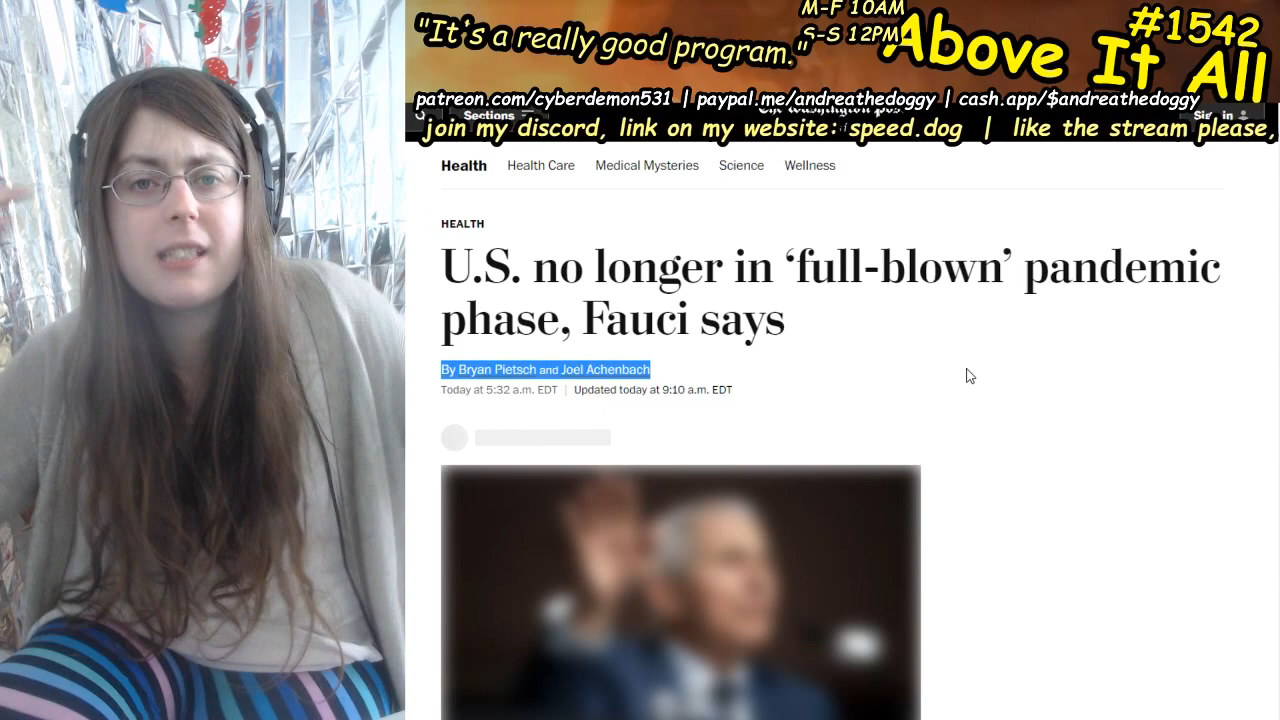 "It's a really good program."
M-F 10AM
S-S 12PM
#1542
Above It All
patreon.com/cyberdemon531 | paypal.me/andreathedoggy | cash.app/$andreathedoggy
Sections
Sign in
join my discord, link on my website: speed.dog | like the stream please,
Health Health Care Medical Mysteries Science Wellness
HEALTH
U.S. no longer in ‘full-blown’ pandemic
phase, Fauci says
By Bryan Pietsch and Joel Achenbach
Today at 5:32 a.m. EDT | Updated today at 9:10 a.m. EDT